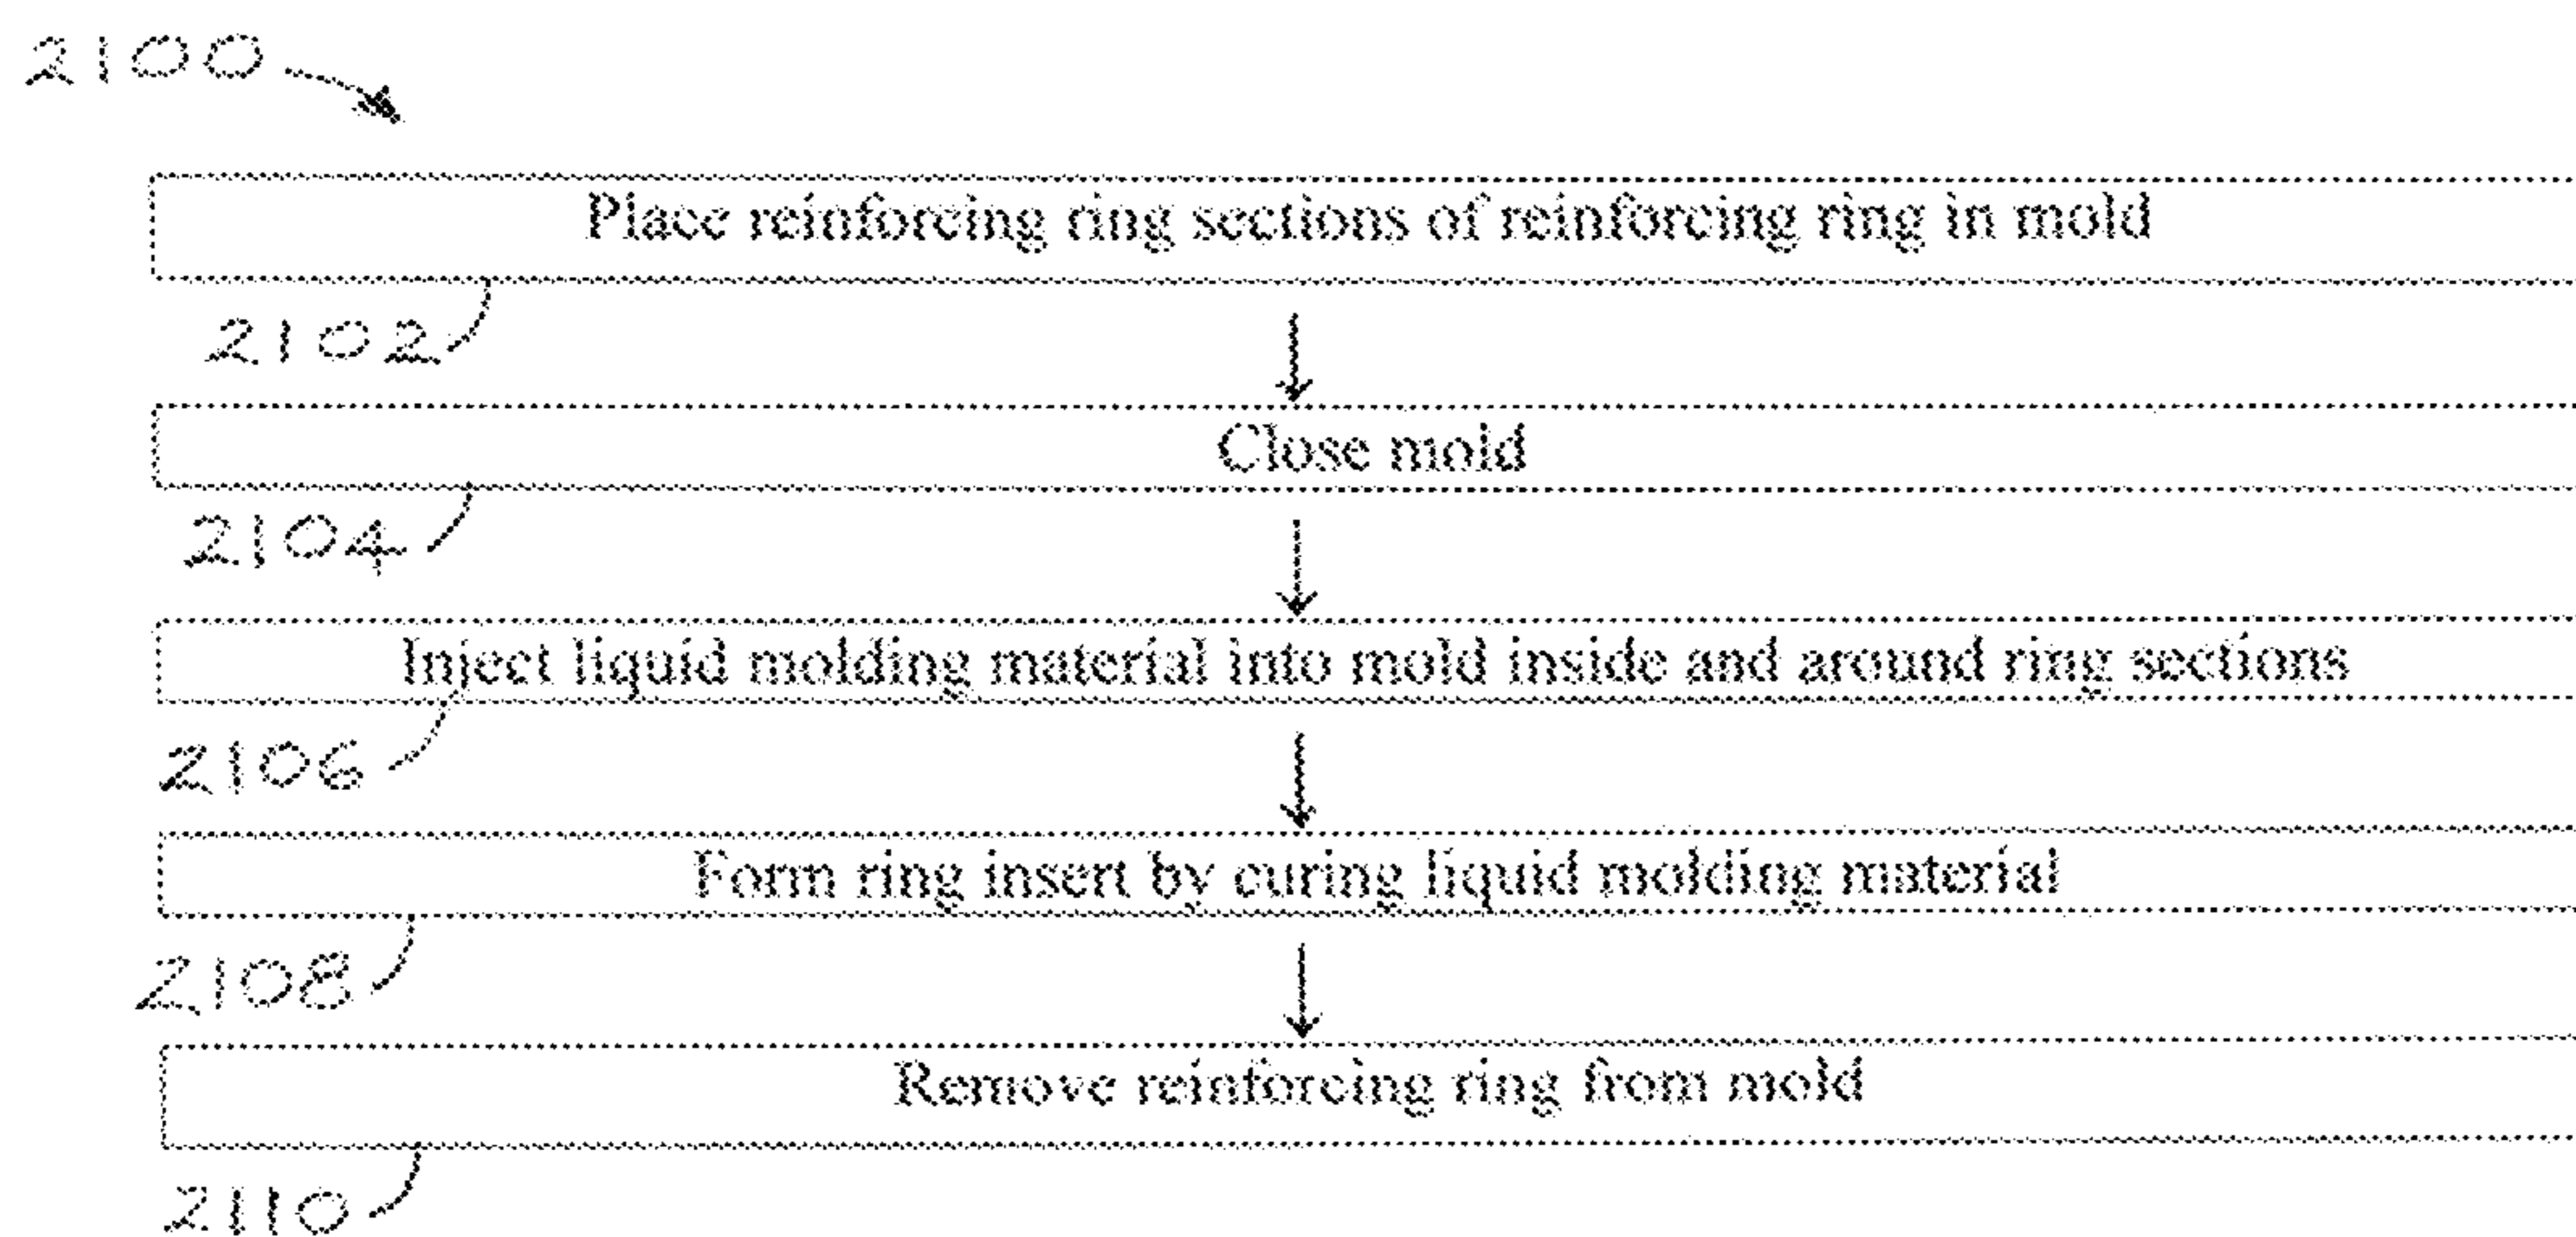 2100
Place reinforcing ring sections of reinforcing ring in mold
2102
Close mold
2104
Inject liquid molding material into mold inside and around ring sections
2106
Form ring insert by curing liquid molding material
2108
Remove reinforcing ring from mold
2110